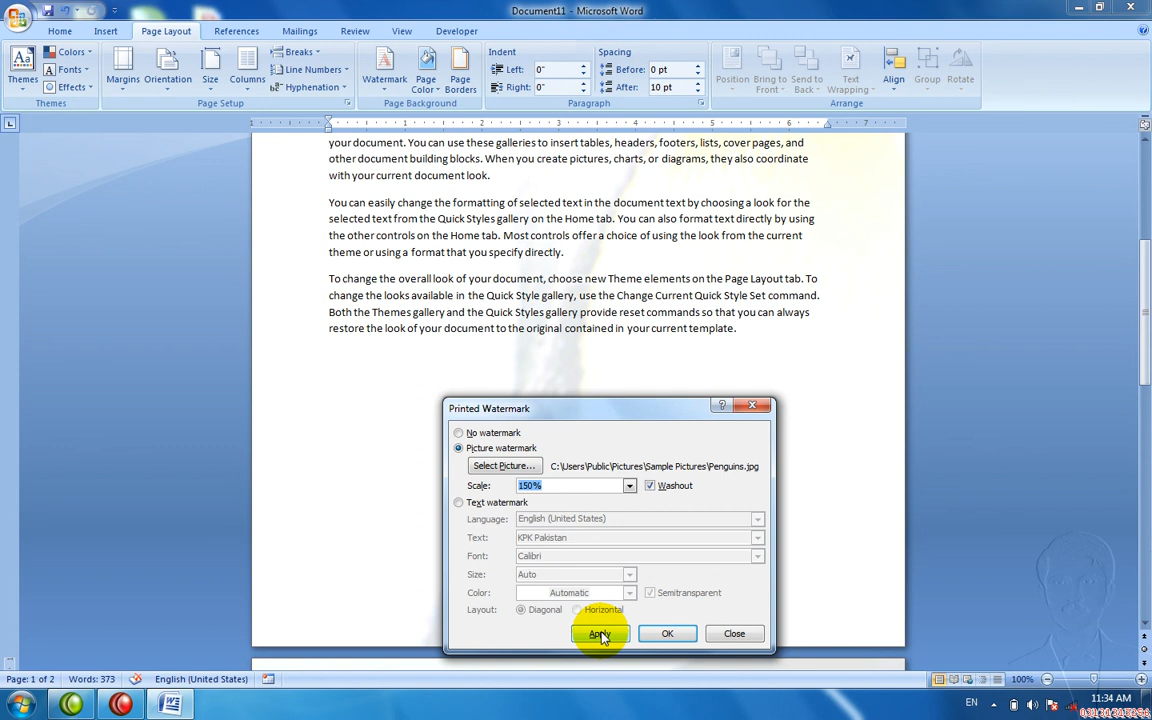 Document11 - Microsoft Word
Home Insert Page Layout References Mailings Review View Developer
Themes
Colors
Fonts
Effects
Themes
Margins Orientation Size Columns
Breaks
Line Numbers
Hyphenation
Page Setup
Watermark Page Color Page Borders
Page Background
Indent
Left: 0"
Right: 0"
Spacing
Before: 0 pt
After: 10 pt
Paragraph
Position Bring to Front Send to Back Text Wrapping Align Group Rotate
Arrange
1 1 2 3 4 5 6 7
your document. You can use these galleries to insert tables, headers, footers, lists, cover pages, and
other document building blocks. When you create pictures, charts, or diagrams, they also coordinate
with your current document look.
You can easily change the formatting of selected text in the document text by choosing a look for the
selected text from the Quick Styles gallery on the Home tab. You can also format text directly by using
the other controls on the Home tab. Most controls offer a choice of using the look from the current
theme or using a format that you specify directly.
To change the overall look of your document, choose new Theme elements on the Page Layout tab. To
change the looks available in the Quick Style gallery, use the Change Current Quick Style Set command.
Both the Themes gallery and the Quick Styles gallery provide reset commands so that you can always
restore the look of your document to the original contained in your current template.
Printed Watermark
No watermark
Picture watermark
Select Picture... C:\Users\Public\Pictures\Sample Pictures\Penguins.jpg
Scale: 150% Washout
Text watermark
Language: English (United States)
Text: KPK Pakistan
Font: Calibri
Size: Auto
Color: Automatic Semitransparent
Layout: Diagonal Horizontal
Apply OK Close
Page: 1 of 2 Words: 373 English (United States) 100%
EN 11:34 AM